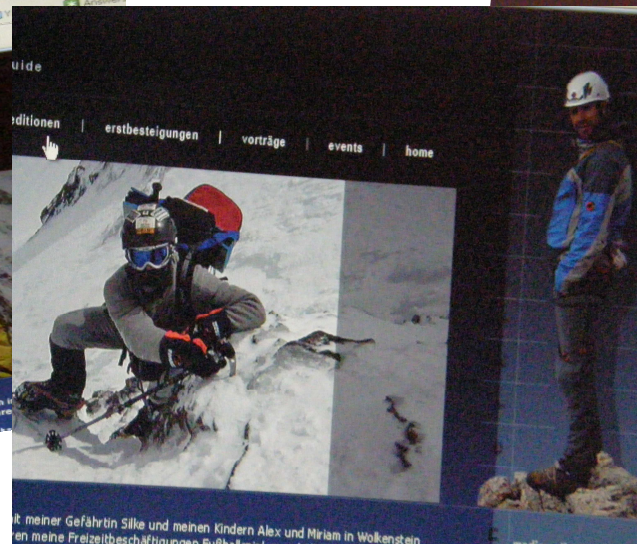 uide
editionen | erstbesteigungen | vorträge | events | home
it meiner Gefährtin Silke und meinen Kindern Alex und Miriam in Wolkenstein
ren meine Freizeitbeschäftigungen